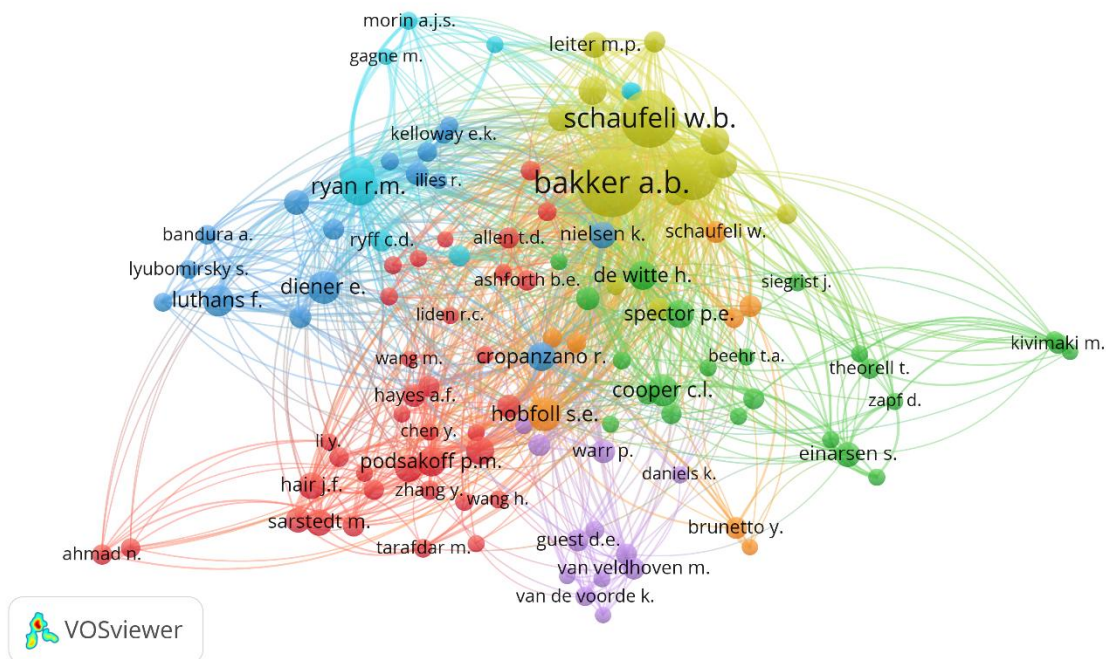 morin a.j.s.
gagne m.
leiter m.p.
schaufeli w.b.
kelloway e.k.
ryan r.m.
ilies r.
bakker a.b.
bandura a.
ryff c.d.
allen t.d.
nielsen k.
schaufeli w.
lyubomirsky s.
diener e.
ashforth b.e.
de witte h.
siegrist j.
luthans f.
liden r.c.
spector p.e.
kivimaki m.
wang m.
cropanzano r.
beehr t.a.
theorell t.
hayes a.f.
cooper c.l.
zapf d.
hobfoll s.e.
chen y.
li y.
warr p.
einarsen s.
podsakoff p.m.
daniels k.
hair j.f.
zhang y.
wang h.
sarstedt m.
brunetto y.
ahmad n.
tarafdar m.
guest d.e.
van veldhoven m.
van de voorde k.
VOSviewer